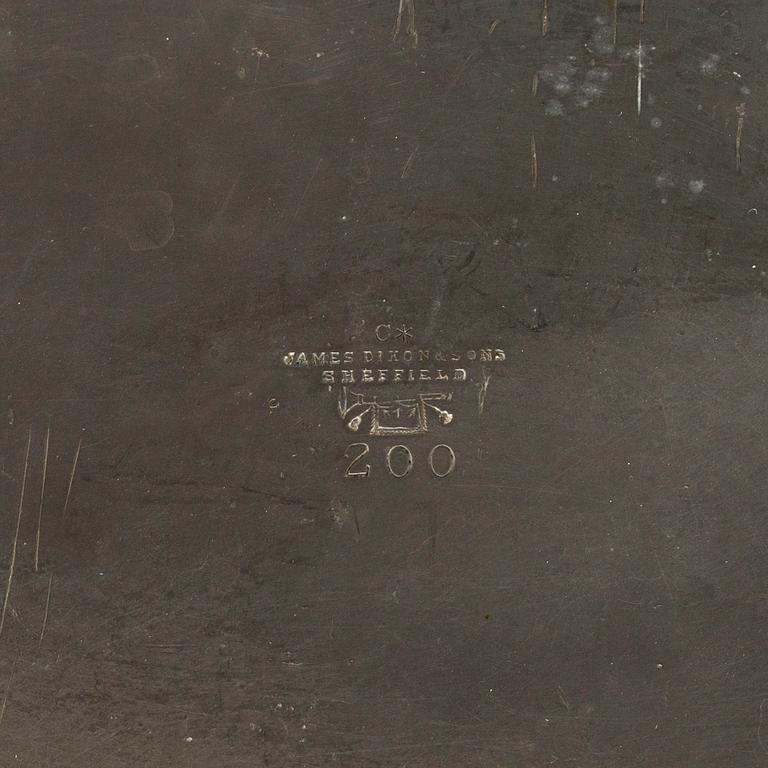 C*
JAMES DIXON & SONS
SHEFFIELD
200